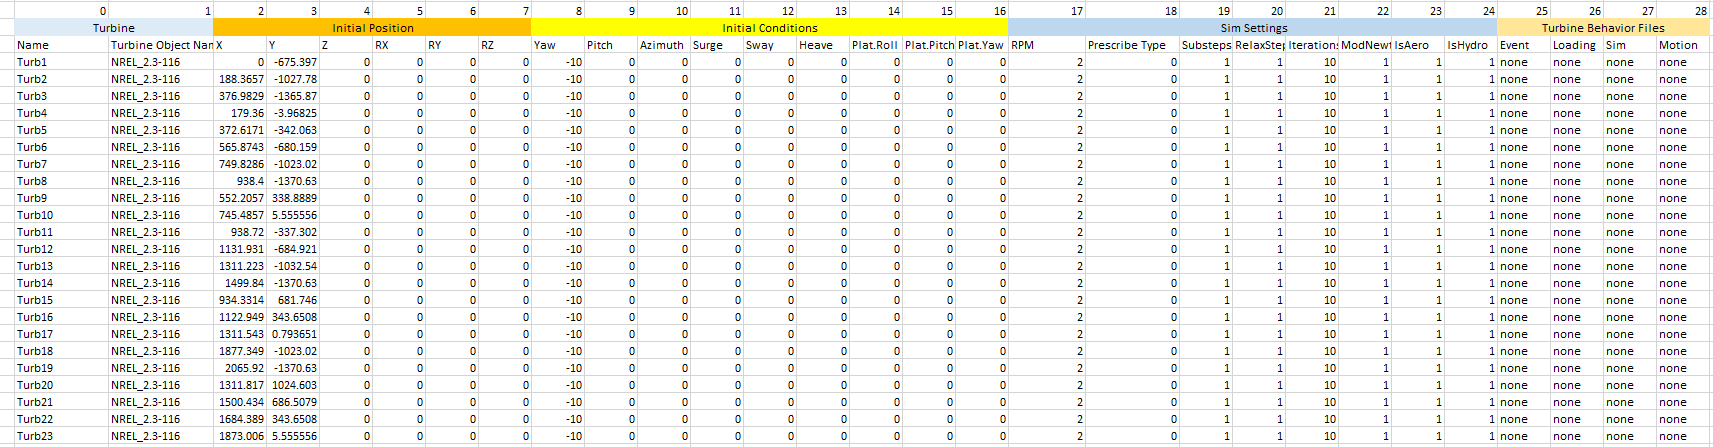 0 1 2 3 4 5 6 7 8 9 10 11 12 13 14 15 16 17 18 19 20 21 22 23 24 25 26 27 28
Turbine Initial Position Initial Conditions Sim Settings Turbine Behavior Files
Name Turbine Object Nan X Y Z RX RY RZ Yaw Pitch Azimuth Surge Sway Heave Plat.Roll Plat.Pitch Plat.Yaw RPM Prescribe Type Substeps RelaxStep Iterations ModNewt IsAero IsHydro Event Loading Sim Motion
Turb1 NREL_2.3-116 0 -675.397 0 0 0 0 -10 0 0 0 0 0 0 0 0 2 0 1 1 10 1 1 1 none none none none
Turb2 NREL_2.3-116 188.3657 -1027.78 0 0 0 0 -10 0 0 0 0 0 0 0 0 2 0 1 1 10 1 1 1 none none none none
Turb3 NREL_2.3-116 376.9829 -1365.87 0 0 0 0 -10 0 0 0 0 0 0 0 0 2 0 1 1 10 1 1 1 none none none none
Turb4 NREL_2.3-116 179.36 -3.96825 0 0 0 0 -10 0 0 0 0 0 0 0 0 2 0 1 1 10 1 1 1 none none none none
Turb5 NREL_2.3-116 372.6171 -342.063 0 0 0 0 -10 0 0 0 0 0 0 0 0 2 0 1 1 10 1 1 1 none none none none
Turb6 NREL_2.3-116 565.8743 -680.159 0 0 0 0 -10 0 0 0 0 0 0 0 0 2 0 1 1 10 1 1 1 none none none none
Turb7 NREL_2.3-116 749.8286 -1023.02 0 0 0 0 -10 0 0 0 0 0 0 0 0 2 0 1 1 10 1 1 1 none none none none
Turb8 NREL_2.3-116 938.4 -1370.63 0 0 0 0 -10 0 0 0 0 0 0 0 0 2 0 1 1 10 1 1 1 none none none none
Turb9 NREL_2.3-116 552.2057 338.8889 0 0 0 0 -10 0 0 0 0 0 0 0 0 2 0 1 1 10 1 1 1 none none none none
Turb10 NREL_2.3-116 745.4857 5.555556 0 0 0 0 -10 0 0 0 0 0 0 0 0 2 0 1 1 10 1 1 1 none none none none
Turb11 NREL_2.3-116 938.72 -337.302 0 0 0 0 -10 0 0 0 0 0 0 0 0 2 0 1 1 10 1 1 1 none none none none
Turb12 NREL_2.3-116 1131.931 -684.921 0 0 0 0 -10 0 0 0 0 0 0 0 0 2 0 1 1 10 1 1 1 none none none none
Turb13 NREL_2.3-116 1311.223 -1032.54 0 0 0 0 -10 0 0 0 0 0 0 0 0 2 0 1 1 10 1 1 1 none none none none
Turb14 NREL_2.3-116 1499.84 -1370.63 0 0 0 0 -10 0 0 0 0 0 0 0 0 2 0 1 1 10 1 1 1 none none none none
Turb15 NREL_2.3-116 934.3314 681.746 0 0 0 0 -10 0 0 0 0 0 0 0 0 2 0 1 1 10 1 1 1 none none none none
Turb16 NREL_2.3-116 1122.949 343.6508 0 0 0 0 -10 0 0 0 0 0 0 0 0 2 0 1 1 10 1 1 1 none none none none
Turb17 NREL_2.3-116 1311.543 0.793651 0 0 0 0 -10 0 0 0 0 0 0 0 0 2 0 1 1 10 1 1 1 none none none none
Turb18 NREL_2.3-116 1877.349 -1023.02 0 0 0 0 -10 0 0 0 0 0 0 0 0 2 0 1 1 10 1 1 1 none none none none
Turb19 NREL_2.3-116 2065.92 -1370.63 0 0 0 0 -10 0 0 0 0 0 0 0 0 2 0 1 1 10 1 1 1 none none none none
Turb20 NREL_2.3-116 1311.817 1024.603 0 0 0 0 -10 0 0 0 0 0 0 0 0 2 0 1 1 10 1 1 1 none none none none
Turb21 NREL_2.3-116 1500.434 686.5079 0 0 0 0 -10 0 0 0 0 0 0 0 0 2 0 1 1 10 1 1 1 none none none none
Turb22 NREL_2.3-116 1684.389 343.6508 0 0 0 0 -10 0 0 0 0 0 0 0 0 2 0 1 1 10 1 1 1 none none none none
Turb23 NREL_2.3-116 1873.006 5.555556 0 0 0 0 -10 0 0 0 0 0 0 0 0 2 0 1 1 10 1 1 1 none none none none